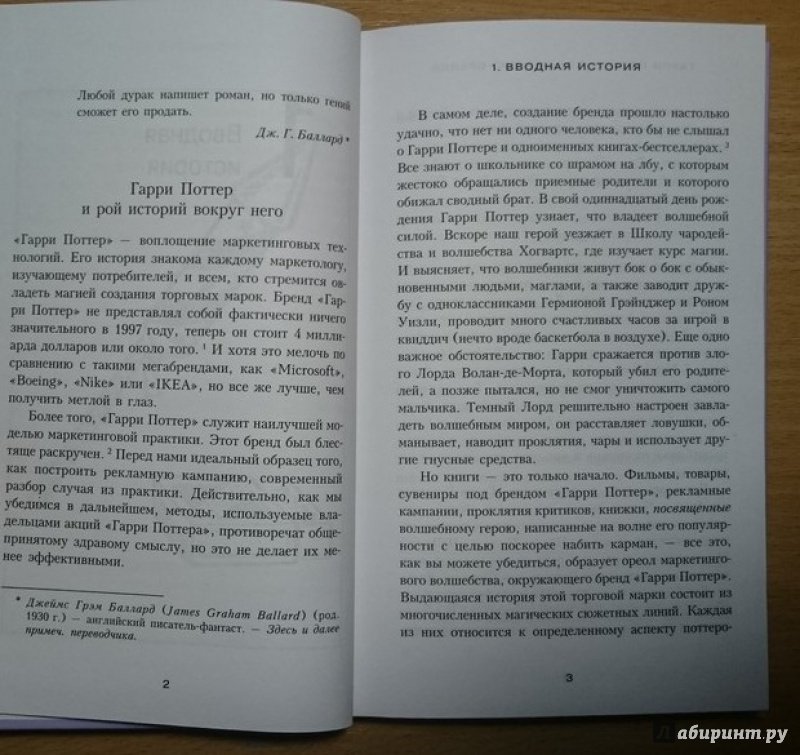 Любой дурак напишет роман, но только гений
сможет его продать.
Дж. Г. Баллард*
Гарри Поттер
и рой историй вокруг него
«Гарри Поттер» — воплощение маркетинговых тех-
нологий. Его история знакома каждому маркетологу,
изучающему потребителей, и всем, кто стремится ов-
ладеть магией создания торговых марок. Бренд «Гар-
ри Поттер» не представлял собой фактически ничего
значительного в 1997 году, теперь он стоит 4 милли-
арда долларов или около того. 1 И хотя это мелочь по
сравнению с такими мегабрендами, как «Microsoft»,
«Boeing», «Nike» или «IKEA», но все же лучше, чем
получить метлой в глаз.
Более того, «Гарри Поттер» служит наилучшей мо-
делью маркетинговой практики. Этот бренд был блес-
тяще раскручен. 2 Перед нами идеальный образец того,
как построить рекламную кампанию, современный
разбор случая из практики. Действительно, как мы
убедимся в дальнейшем, методы, используемые вла-
дельцами акций «Гарри Поттера», противоречат обще-
принятому здравому смыслу, но это не делает их ме-
нее эффективными.
* Джеймс Грэм Баллард (James Graham Ballard) (род.
1930 г.) — английский писатель-фантаст. — Здесь и далее
примеч. переводчика.
2
1. ВВОДНАЯ ИСТОРИЯ
В самом деле, создание бренда прошло настолько
удачно, что нет ни одного человека, кто бы не слышал
о Гарри Поттере и одноименных книгах-бестселлерах. 3
Все знают о школьнике со шрамом на лбу, с которым
жестоко обращались приемные родители и которого
обижал сводный брат. В свой одиннадцатый день рож-
дения Гарри Поттер узнает, что владеет волшебной
силой. Вскоре наш герой уезжает в Школу чародейс-
тва и волшебства Хогвартс, где изучает курс магии.
И выясняет, что волшебники живут бок о бок с обык-
новенными людьми, маглами, а также заводит друж-
бу с одноклассниками Гермионой Грэйнджер и Роном
Уизли, проводит много счастливых часов за игрой в
квиддич (нечто вроде баскетбола в воздухе). Еще одно
важное обстоятельство: Гарри сражается против зло-
го Лорда Волан-де-Морта, который убил его родите-
лей, а позже пытался, но не смог уничтожить самого
мальчика. Темный Лорд решительно настроен завла-
деть волшебным миром, он расставляет ловушки, об-
манывает, наводит проклятия, чары и использует дру-
гие гнусные средства.
Но книги — это только начало. Фильмы, товары,
сувениры под брендом «Гарри Поттер», рекламные
кампании, проклятия критиков, книжки, посвященные
волшебному герою, написанные на волне его популяр-
ности с целью поскорее набить карман, — все это,
как вы можете убедиться, образует ореол маркетинго-
вого волшебства, окружающего бренд «Гарри Поттер».
Выдающаяся история этой торговой марки состоит из
многочисленных магических сюжетных линий. Каждая
из них относится к определенному аспекту поттеро-
3
Лабиринт.ру